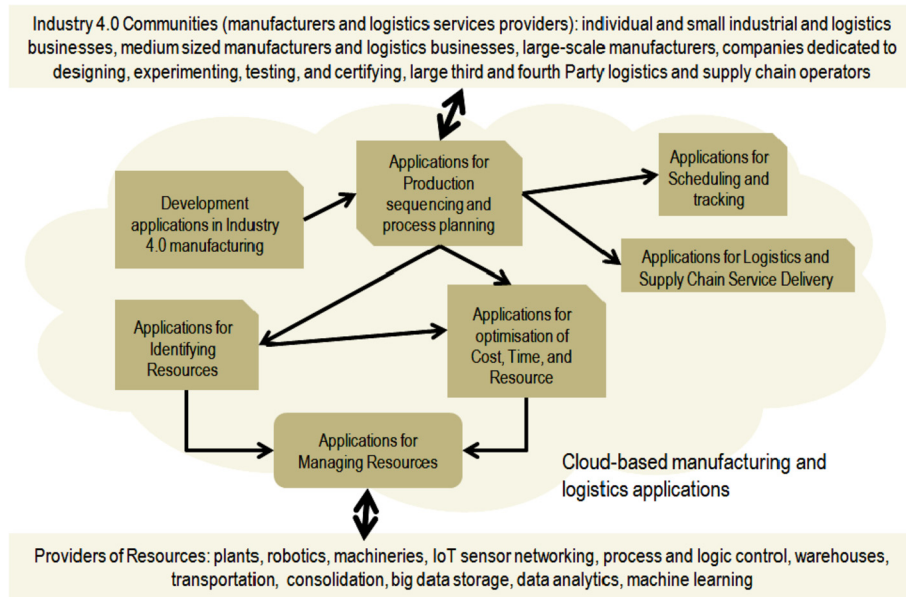 Industry 4.0 Communities (manufacturers and logistics services providers): individual and small industrial and logistics
businesses, medium sized manufacturers and logistics businesses, large-scale manufacturers, companies dedicated to
designing, experimenting, testing, and certifying, large third and fourth Party logistics and supply chain operators
Applications for
Production
sequencing and
process planning
Applications for
Scheduling and
tracking
Development
applications in Industry
4.0 manufacturing
Applications for Logistics and
Supply Chain Service Delivery
Applications for
Identifying
Resources
Applications for
optimisation of
Cost, Time, and
Resource
Applications for
Managing Resources
Cloud-based manufacturing and
logistics applications
Providers of Resources: plants, robotics, machineries, IoT sensor networking, process and logic control, warehouses,
transportation, consolidation, big data storage, data analytics, machine learning